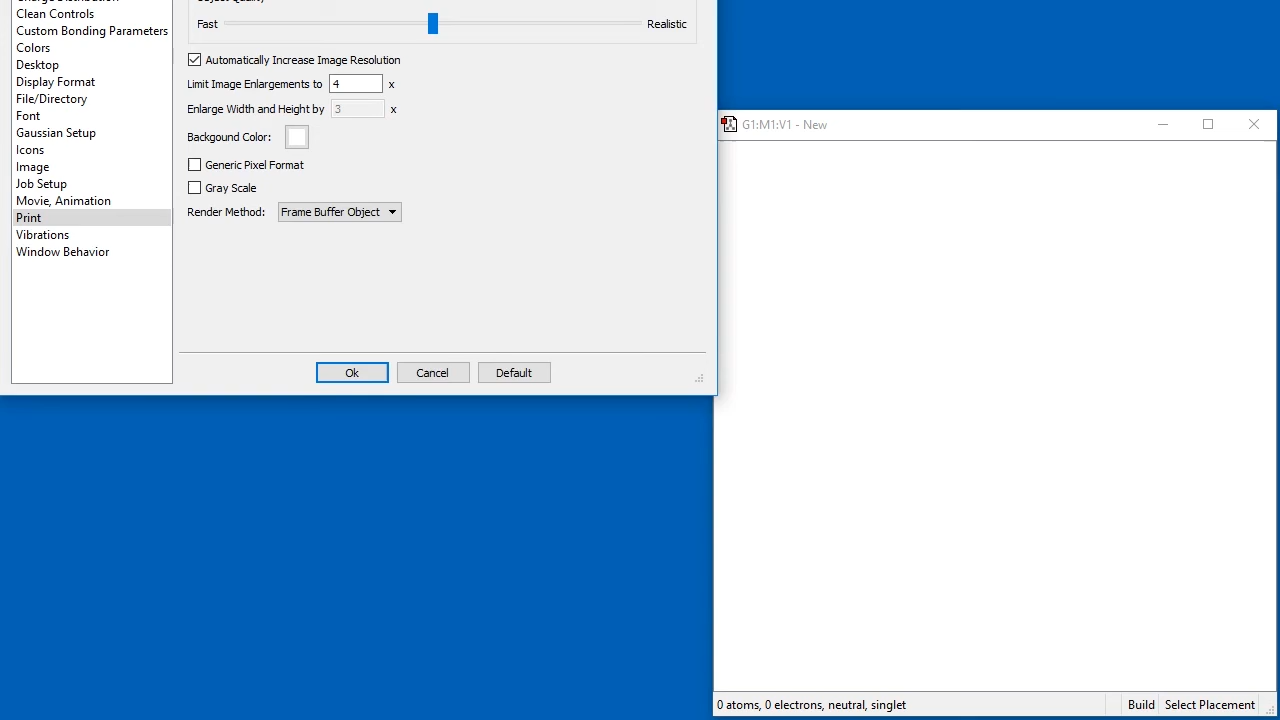 Clean Controls
Custom Bonding Parameters
Colors
Desktop
Display Format
File/Directory
Font
Gaussian Setup
Icons
Image
Job Setup
Movie, Animation
Print
Vibrations
Window Behavior
Fast
Realistic
Automatically Increase Image Resolution
Limit Image Enlargements to 4 x
Enlarge Width and Height by 3 x
Backgound Color:
Generic Pixel Format
Gray Scale
Render Method: Frame Buffer Object
Ok Cancel Default
G1:M1:V1 - New
0 atoms, 0 electrons, neutral, singlet Build Select Placement